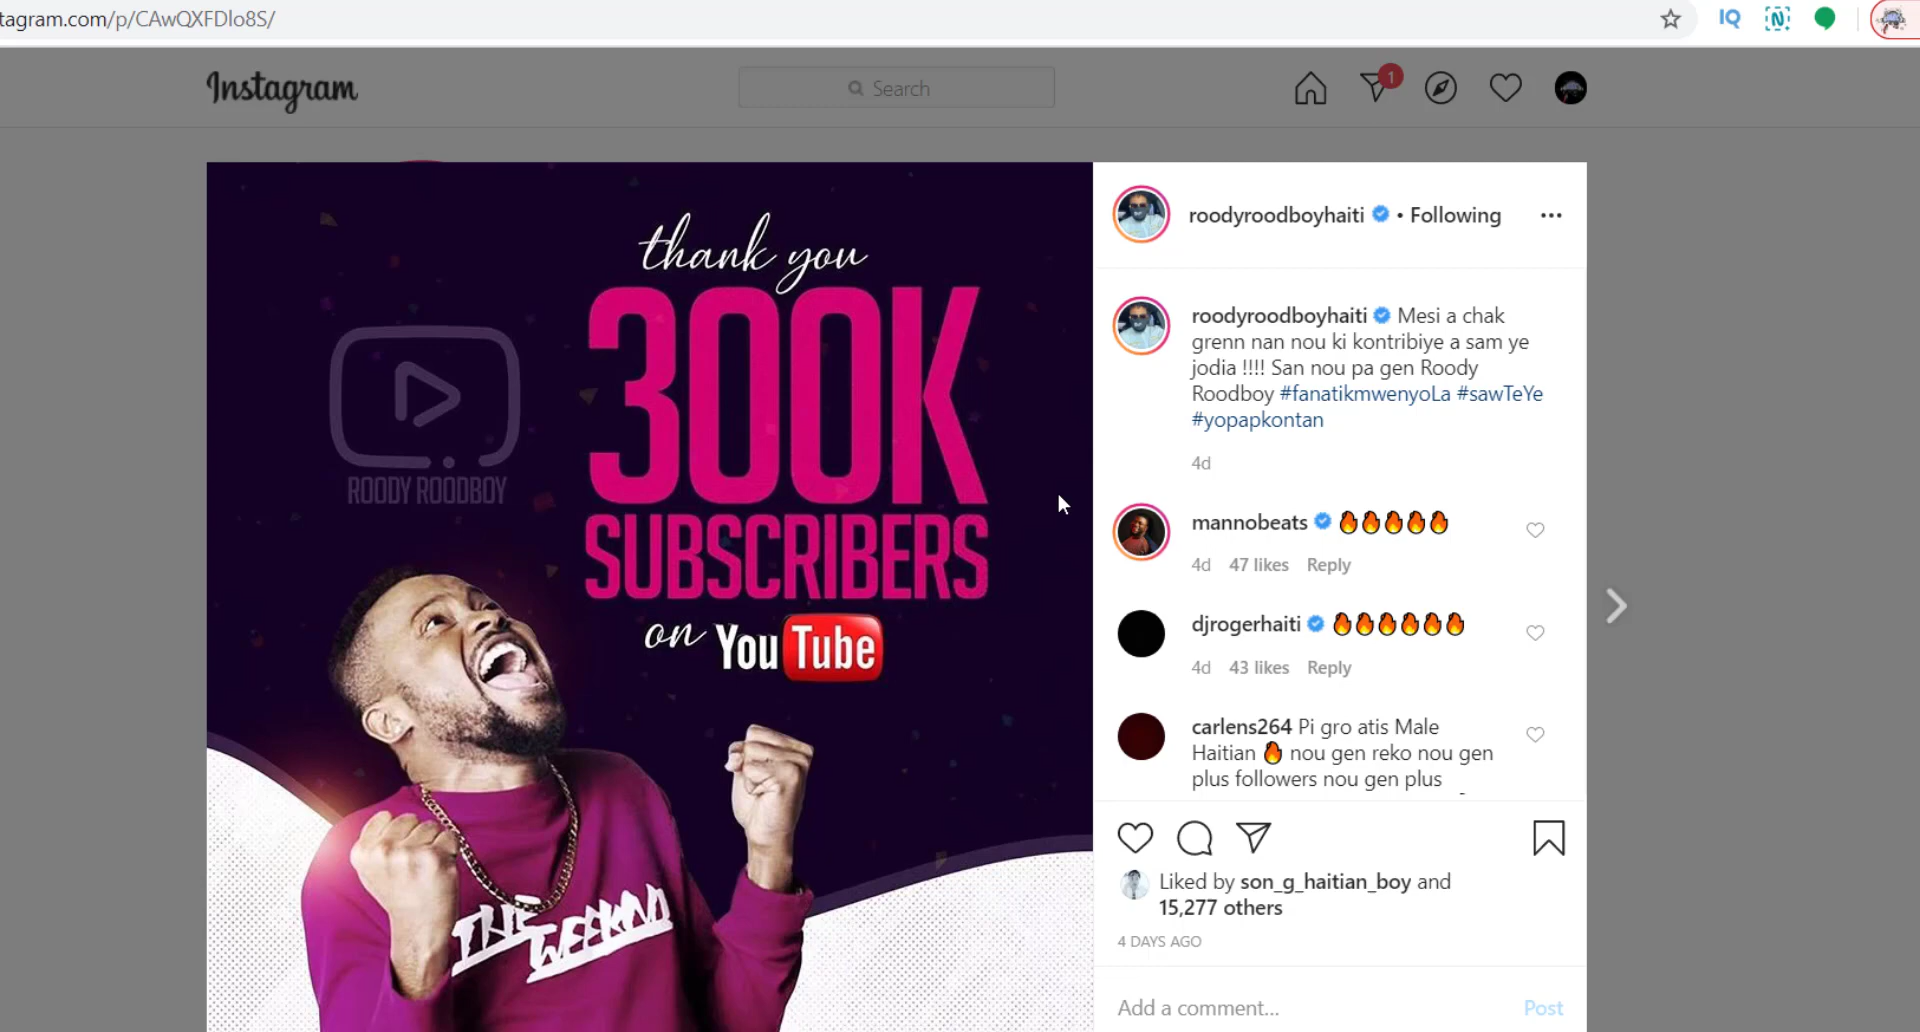 tagram.com/p/CAwQXFDlo8S/
IQ
N
Instagram
Search
1
thank you
300K
SUBSCRIBERS
on YouTube
ROODY ROODBOY
THE
WEEKND
roodyroodboyhaiti • Following
roodyroodboyhaiti Mesi a chak
grenn nan nou ki kontribiye a sam ye
jodia !!!! San nou pa gen Roody
Roodboy #fanatikmwenyoLa #sawTeYe
#yopapkontan
4d
mannobeats 🔥🔥🔥🔥🔥
4d 47 likes Reply
djrogerhaiti 🔥🔥🔥🔥🔥🔥
4d 43 likes Reply
carlens264 Pi gro atis Male
Haitian 🔥 nou gen reko nou gen
plus followers nou gen plus
Liked by son_g_haitian_boy and
15,277 others
4 DAYS AGO
Add a comment...
Post